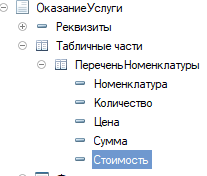 ОказаниеУслуги
Реквизиты
Табличные части
ПереченьНоменклатуры
Номенклатура
Количество
Цена
Сумма
Стоимость